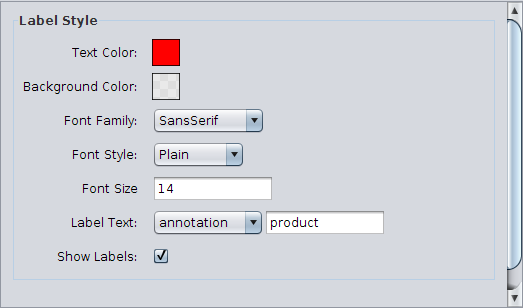 Label Style
Text Color:
Background Color:
Font Family: SansSerif
Font Style: Plain
Font Size 14
Label Text: annotation product
Show Labels: